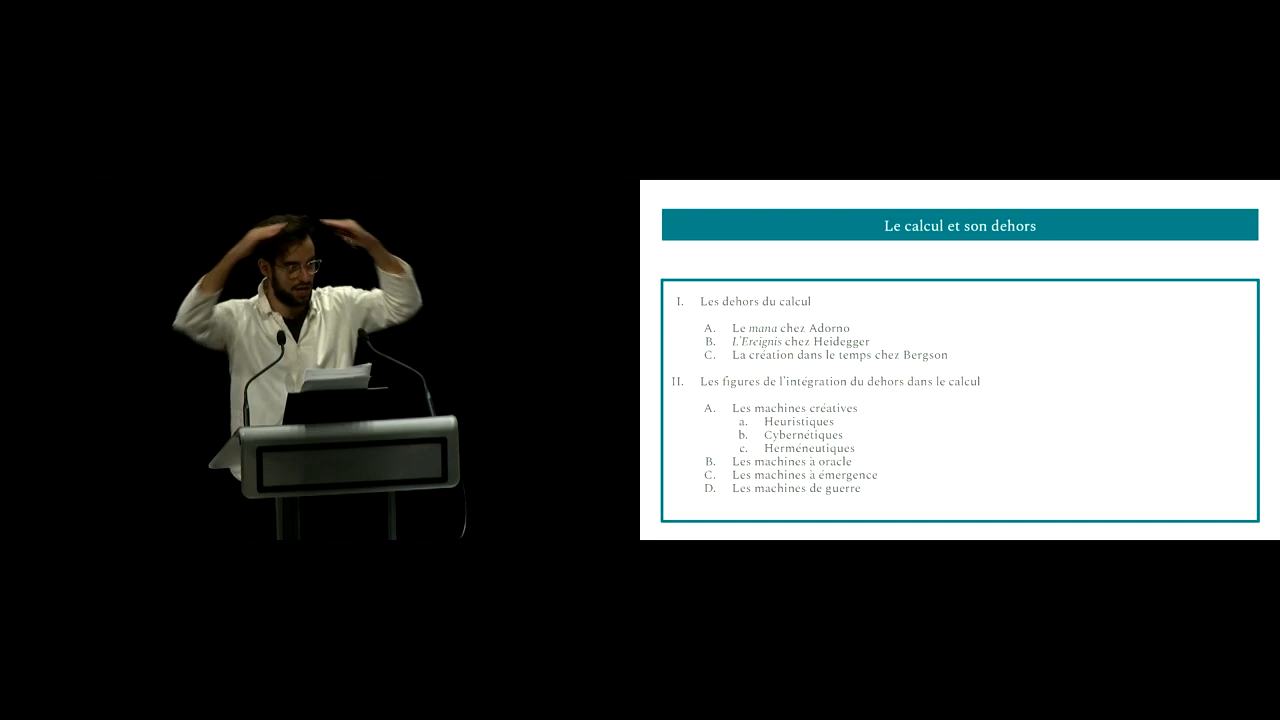 Le calcul et son dehors
I. Les dehors du calcul
A. Le mana chez Adorno
B. L'Ereignis chez Heidegger
C. La création dans le temps chez Bergson
II. Les figures de l'intégration du dehors dans le calcul
A. Les machines créatives
a. Heuristiques
b. Cybernétiques
c. Herméneutiques
B. Les machines à oracle
C. Les machines à émergence
D. Les machines de guerre